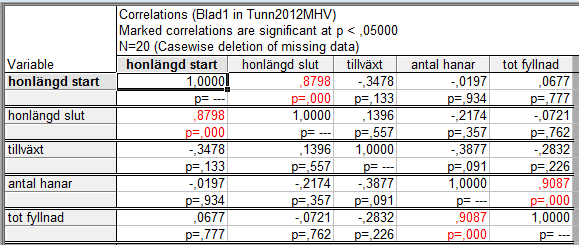 Correlations (Blad1 in Tunn2012MHV)
Marked correlations are significant at p < ,05000
N=20 (Casewise deletion of missing data)
Variable honlängd start honlängd slut tillväxt antal hanar tot fyllnad
honlängd start 1,0000 ,8798 -,3478 -,0197 ,0677
p= --- p=,000 p=,133 p=,934 p=,777
honlängd slut ,8798 1,0000 ,1396 -,2174 -,0721
p=,000 p= --- p=,557 p=,357 p=,762
tillväxt -,3478 ,1396 1,0000 -,3877 -,2832
p=,133 p=,557 p= --- p=,091 p=,226
antal hanar -,0197 -,2174 -,3877 1,0000 ,9087
p=,934 p=,357 p=,091 p= --- p=,000
tot fyllnad ,0677 -,0721 -,2832 ,9087 1,0000
p=,777 p=,762 p=,226 p=,000 p= ---